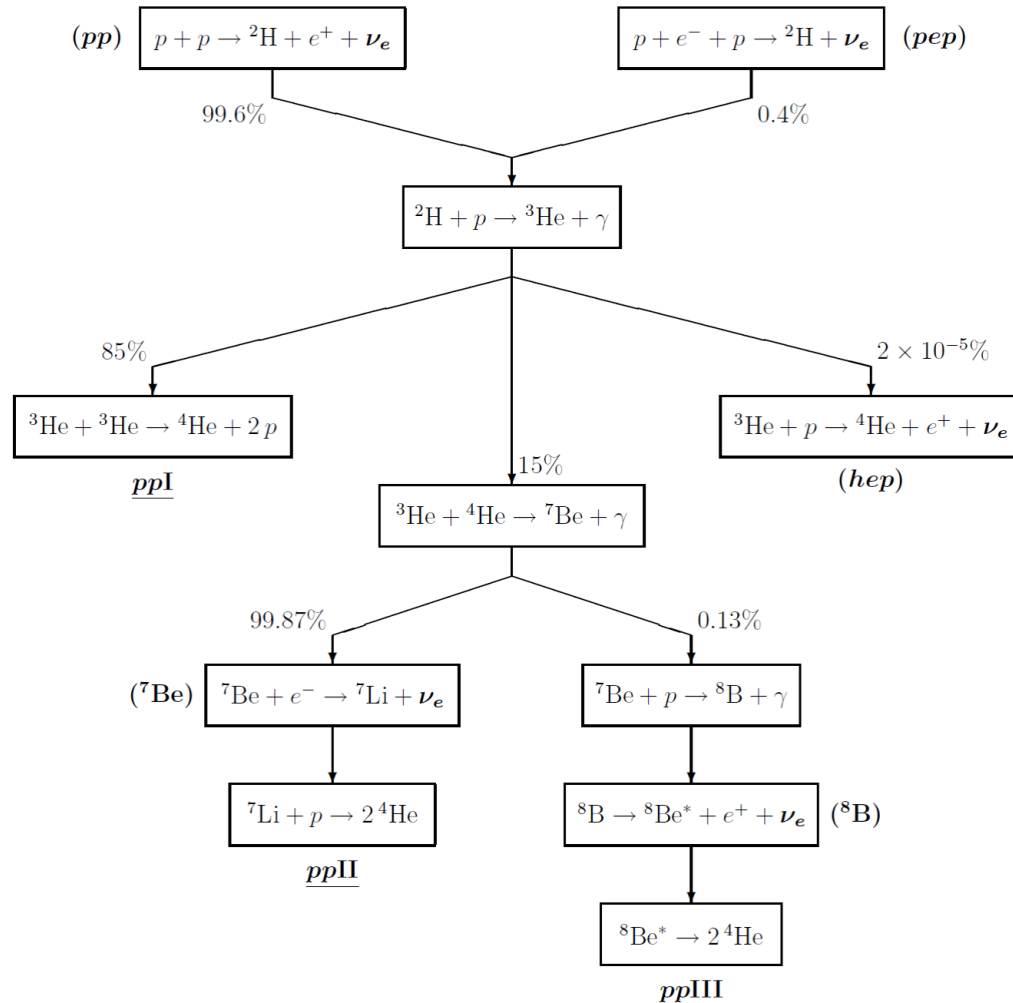 (pp) p + p → ²H + e⁺ + νₑ p + e⁻ + p → ²H + νₑ (pep)
99.6% 0.4%
²H + p → ³He + γ
85% 2 × 10⁻⁵%
³He + ³He → ⁴He + 2 p ³He + p → ⁴He + e⁺ + νₑ
ppI (hep)
15%
³He + ⁴He → ⁷Be + γ
99.87% 0.13%
(⁷Be) ⁷Be + e⁻ → ⁷Li + νₑ ⁷Be + p → ⁸B + γ
⁷Li + p → 2 ⁴He ⁸B → ⁸Be* + e⁺ + νₑ (⁸B)
ppII
⁸Be* → 2 ⁴He
ppIII